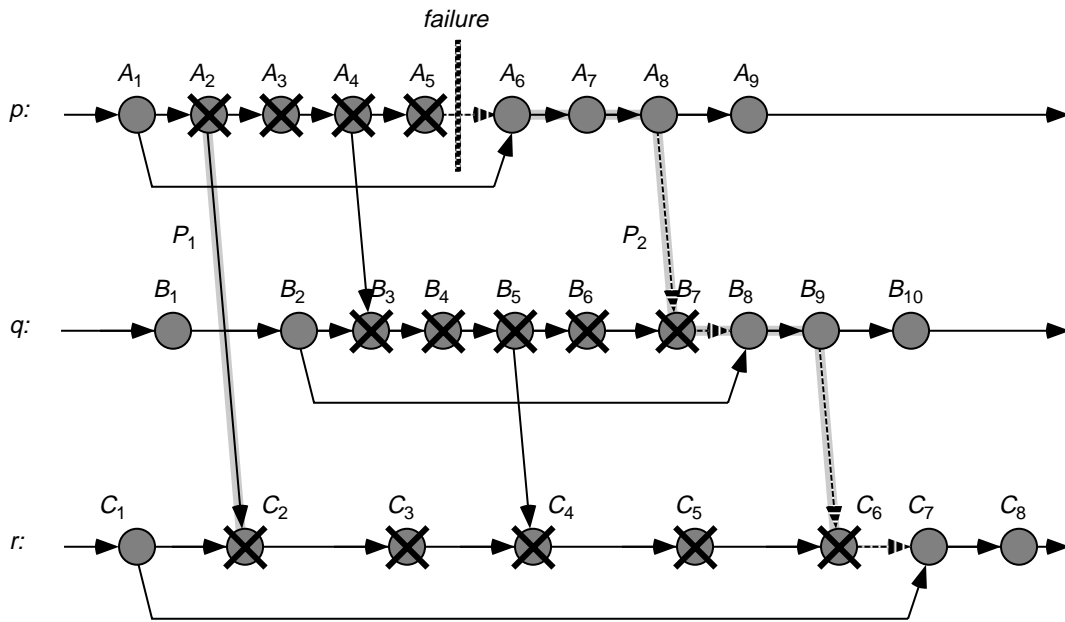 failure
A1 A2 A3 A4 A5 A6 A7 A8 A9
p:
P1 P2
B1 B2 B3 B4 B5 B6 B7 B8 B9 B10
q:
C1 C2 C3 C4 C5 C6 C7 C8
r: